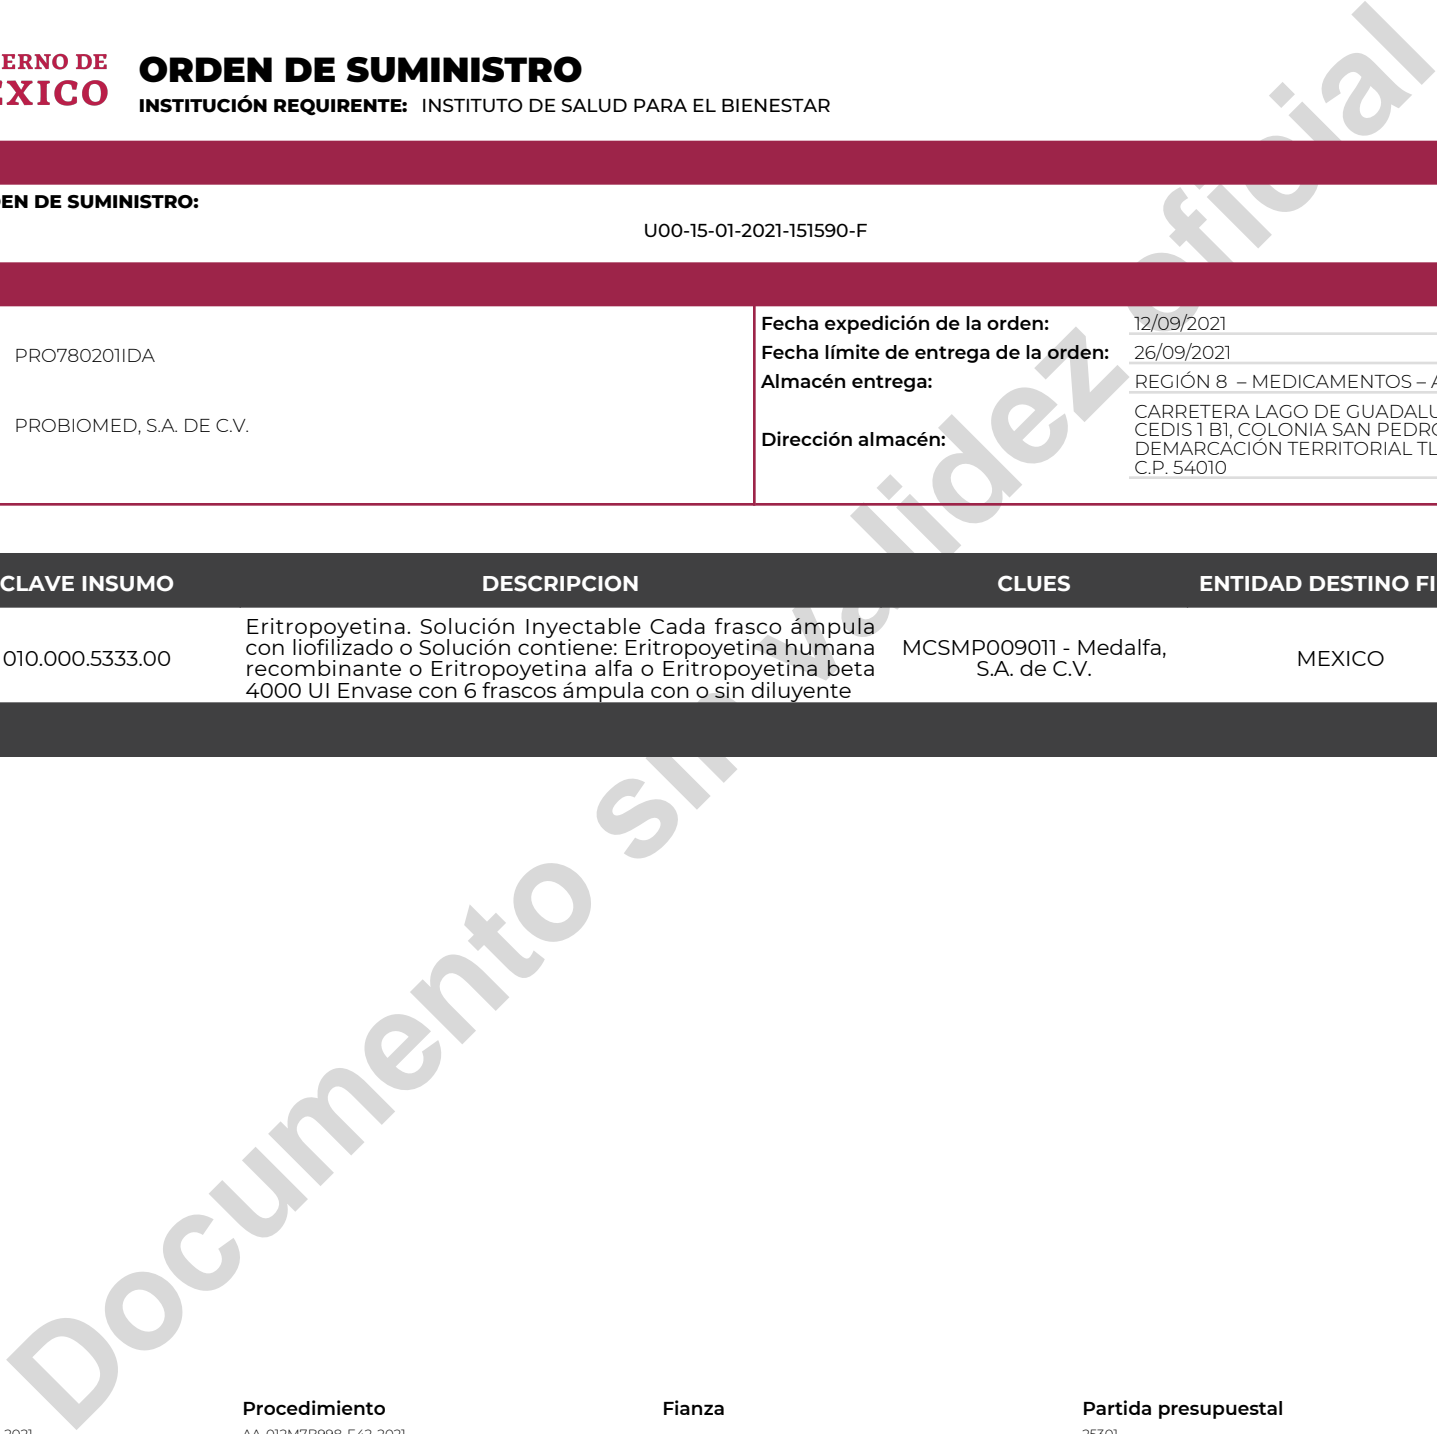 ERNO DE
EXICO
ORDEN DE SUMINISTRO
INSTITUCIÓN REQUIRENTE: INSTITUTO DE SALUD PARA EL BIENESTAR
EN DE SUMINISTRO:
U00-15-01-2021-151590-F
PRO780201IDA
PROBIOMED, S.A. DE C.V.
Fecha expedición de la orden: 12/09/2021
Fecha límite de entrega de la orden: 26/09/2021
Almacén entrega: REGIÓN 8 – MEDICAMENTOS – A
Dirección almacén:
CARRETERA LAGO DE GUADALU
CEDIS 1 B1, COLONIA SAN PEDRO
DEMARCACIÓN TERRITORIAL TL
C.P. 54010
CLAVE INSUMO DESCRIPCION CLUES ENTIDAD DESTINO FI
010.000.5333.00
Eritropoyetina. Solución Inyectable Cada frasco ámpula
con liofilizado o Solución contiene: Eritropoyetina humana
recombinante o Eritropoyetina alfa o Eritropoyetina beta
4000 UI Envase con 6 frascos ámpula con o sin diluyente
MCSMP009011 - Medalfa,
S.A. de C.V.
MEXICO
Documento sin validez oficial
Procedimiento Fianza Partida presupuestal